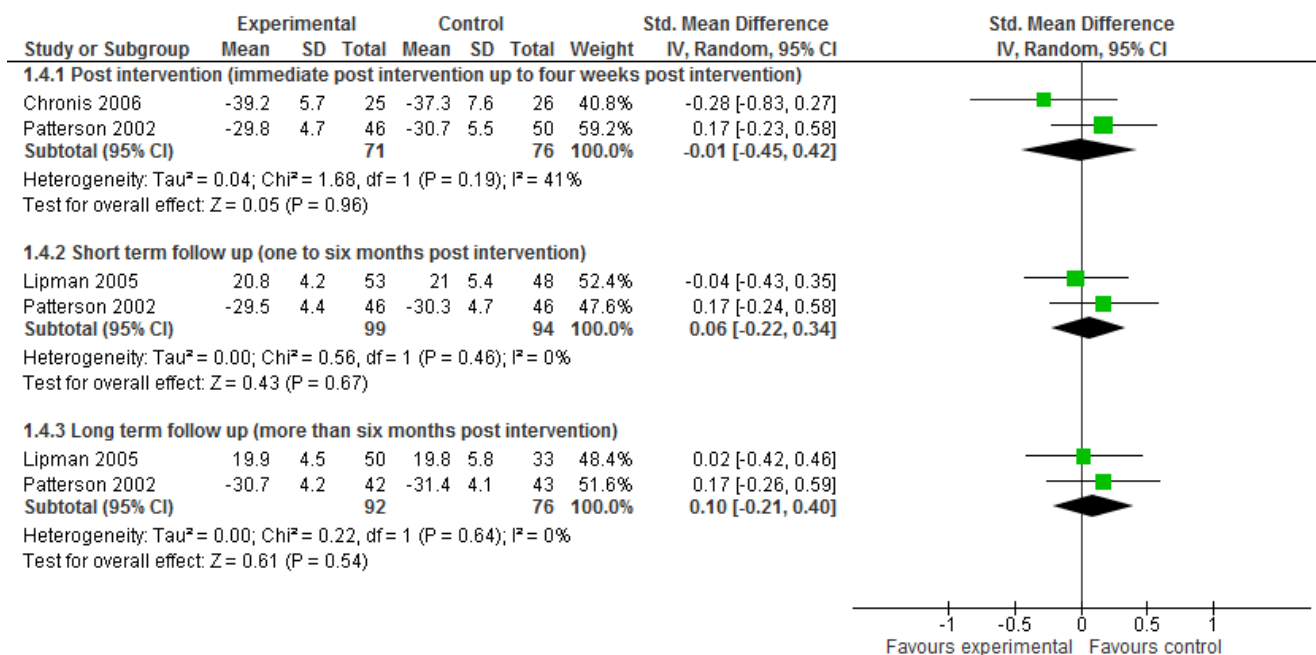 Experimental Control Std. Mean Difference Std. Mean Difference
Study or Subgroup Mean SD Total Mean SD Total Weight IV, Random, 95% CI IV, Random, 95% CI
1.4.1 Post intervention (immediate post intervention up to four weeks post intervention)
Chronis 2006 -39.2 5.7 25 -37.3 7.6 26 40.8% -0.28 [-0.83, 0.27]
Patterson 2002 -29.8 4.7 46 -30.7 5.5 50 59.2% 0.17 [-0.23, 0.58]
Subtotal (95% CI) 71 76 100.0% -0.01 [-0.45, 0.42]
Heterogeneity: Tau² = 0.04; Chi² = 1.68, df = 1 (P = 0.19); I² = 41%
Test for overall effect: Z = 0.05 (P = 0.96)
1.4.2 Short term follow up (one to six months post intervention)
Lipman 2005 20.8 4.2 53 21 5.4 48 52.4% -0.04 [-0.43, 0.35]
Patterson 2002 -29.5 4.4 46 -30.3 4.7 46 47.6% 0.17 [-0.24, 0.58]
Subtotal (95% CI) 99 94 100.0% 0.06 [-0.22, 0.34]
Heterogeneity: Tau² = 0.00; Chi² = 0.56, df = 1 (P = 0.46); I² = 0%
Test for overall effect: Z = 0.43 (P = 0.67)
1.4.3 Long term follow up (more than six months post intervention)
Lipman 2005 19.9 4.5 50 19.8 5.8 33 48.4% 0.02 [-0.42, 0.46]
Patterson 2002 -30.7 4.2 42 -31.4 4.1 43 51.6% 0.17 [-0.26, 0.59]
Subtotal (95% CI) 92 76 100.0% 0.10 [-0.21, 0.40]
Heterogeneity: Tau² = 0.00; Chi² = 0.22, df = 1 (P = 0.64); I² = 0%
Test for overall effect: Z = 0.61 (P = 0.54)
-1 -0.5 0 0.5 1
Favours experimental Favours control